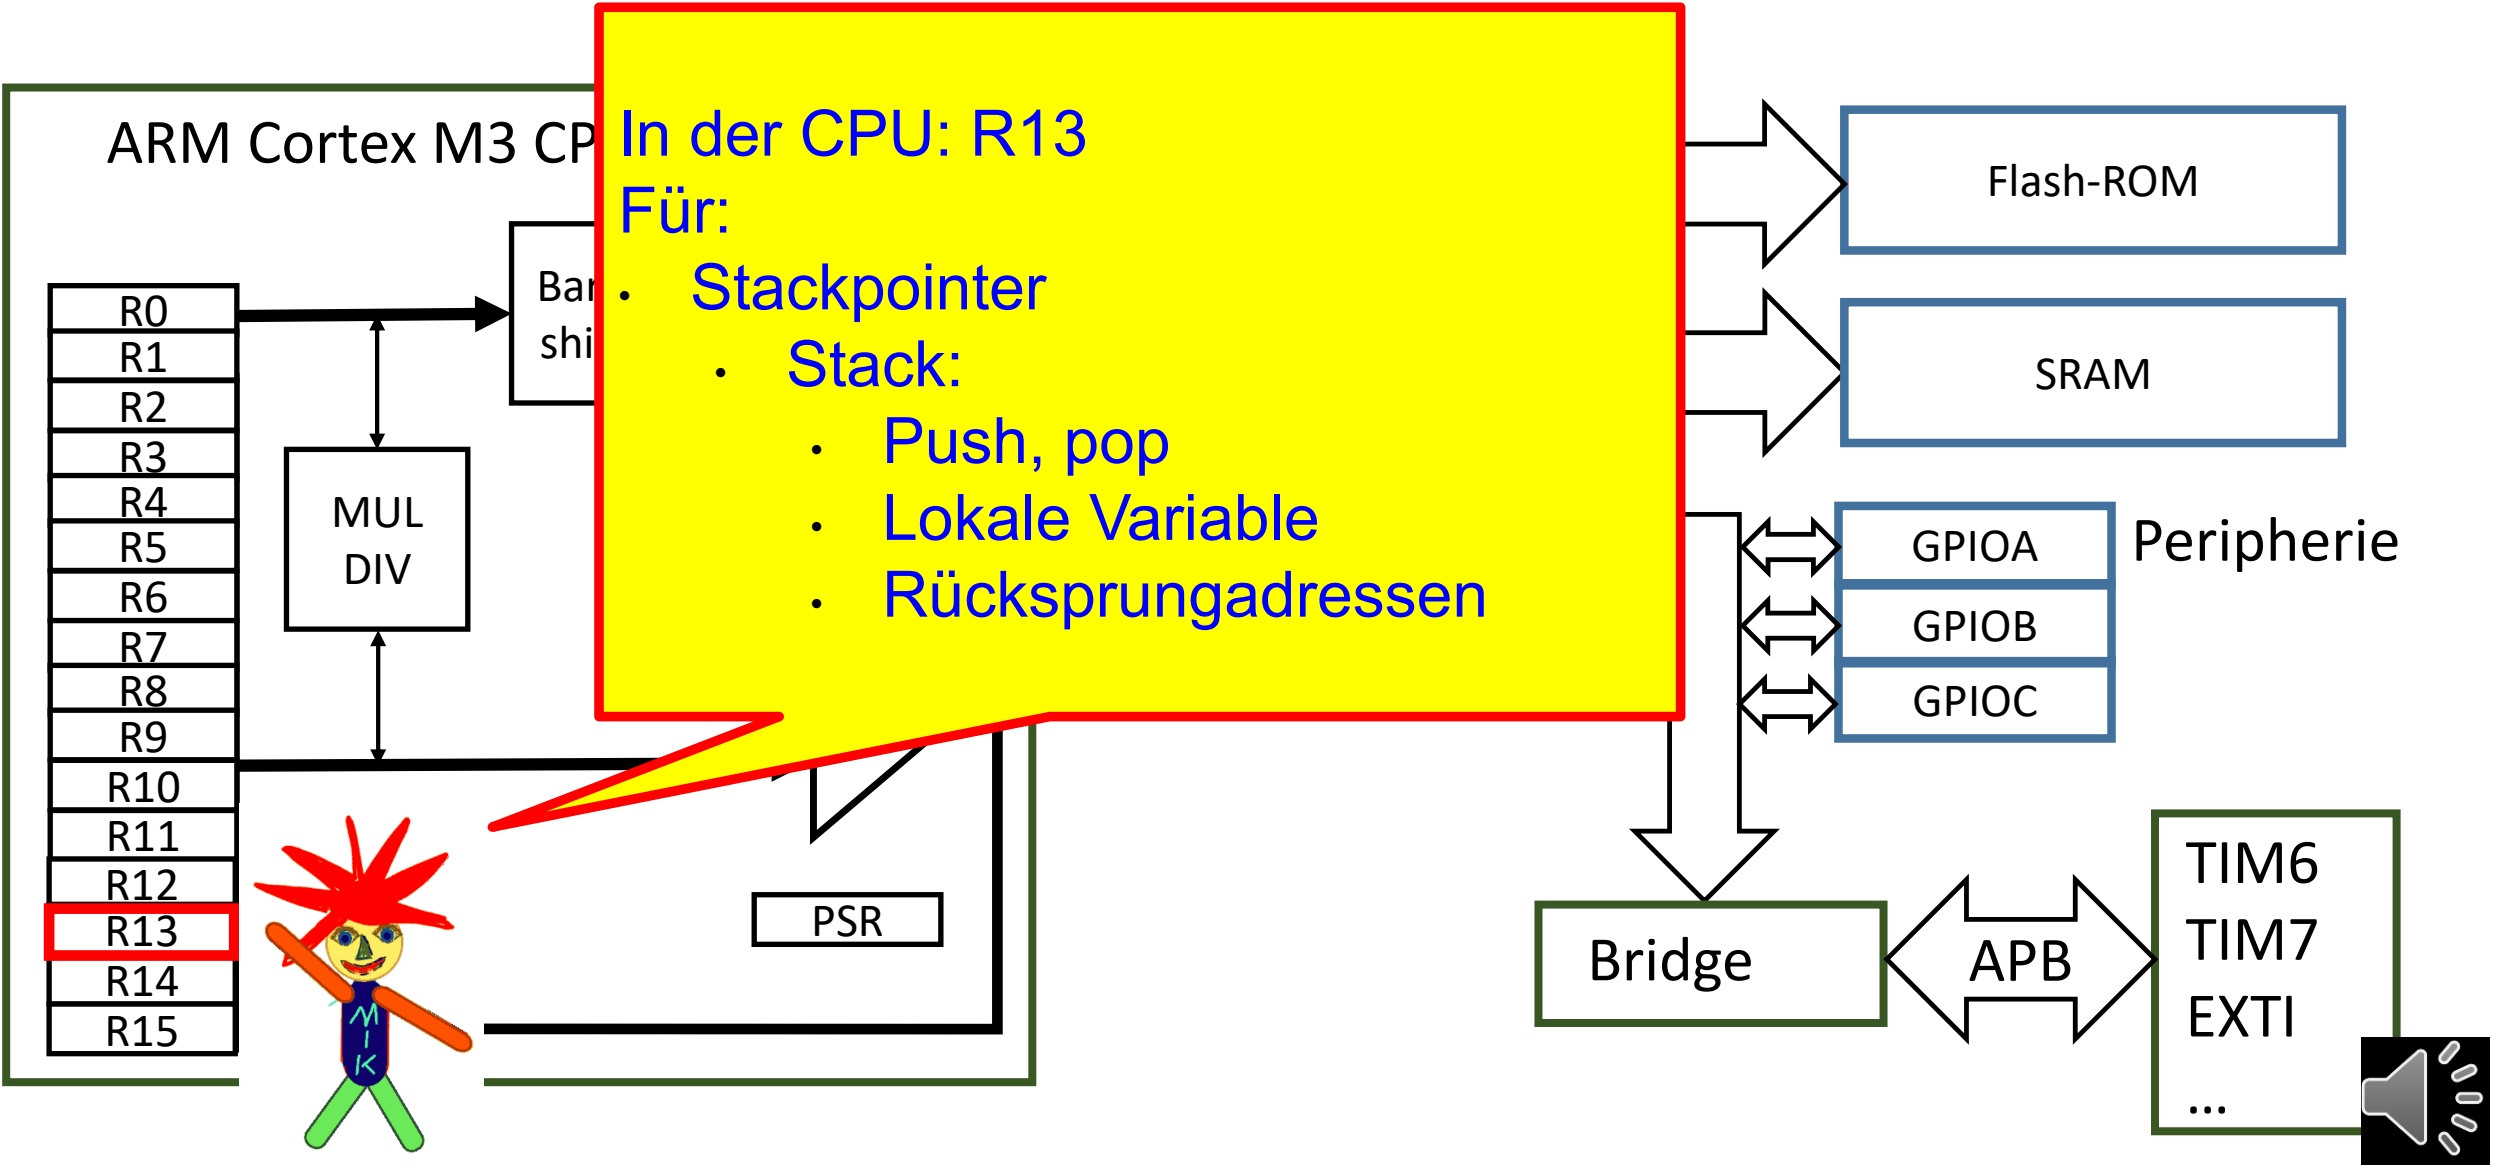 ARM Cortex M3 CP
In der CPU: R13
Für:
• Stackpointer
• Stack:
• Push, pop
• Lokale Variable
• Rücksprungadressen
R0
R1
R2
R3
R4
R5
R6
R7
R8
R9
R10
R11
R12
R13
R14
R15
MUL
DIV
PSR
MIK
Flash-ROM
SRAM
GPIOA
GPIOB
GPIOC
Peripherie
Bridge
APB
TIM6
TIM7
EXTI
...